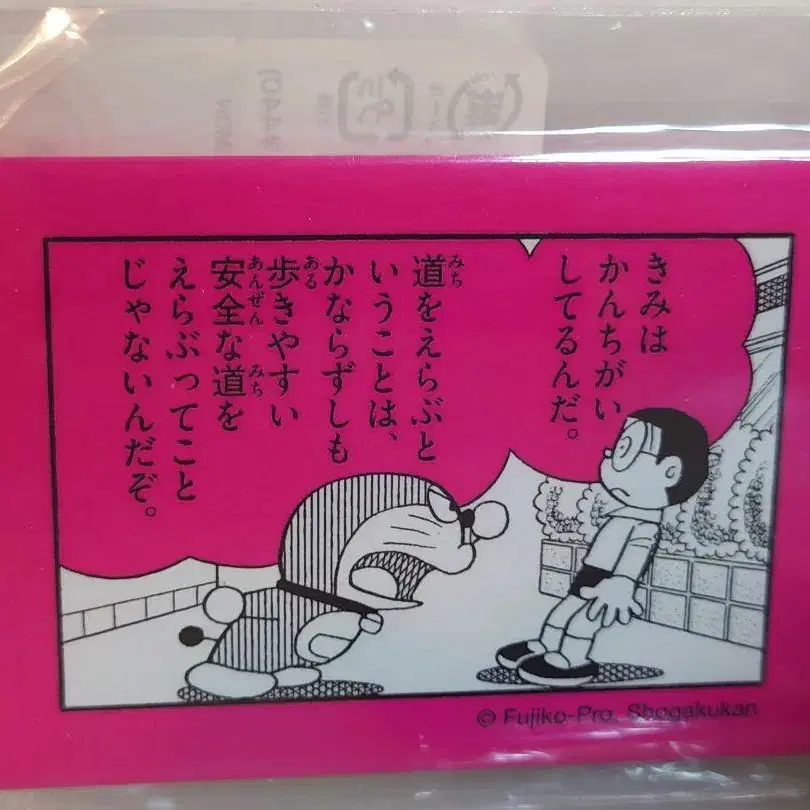 きみは
かんちがい
してるんだ。
道をえらぶと
いうことは、
かならずしも
歩きやすい
安全な道を
えらぶってこと
じゃないんだぞ。
© Fujiko-Pro, Shogakukan